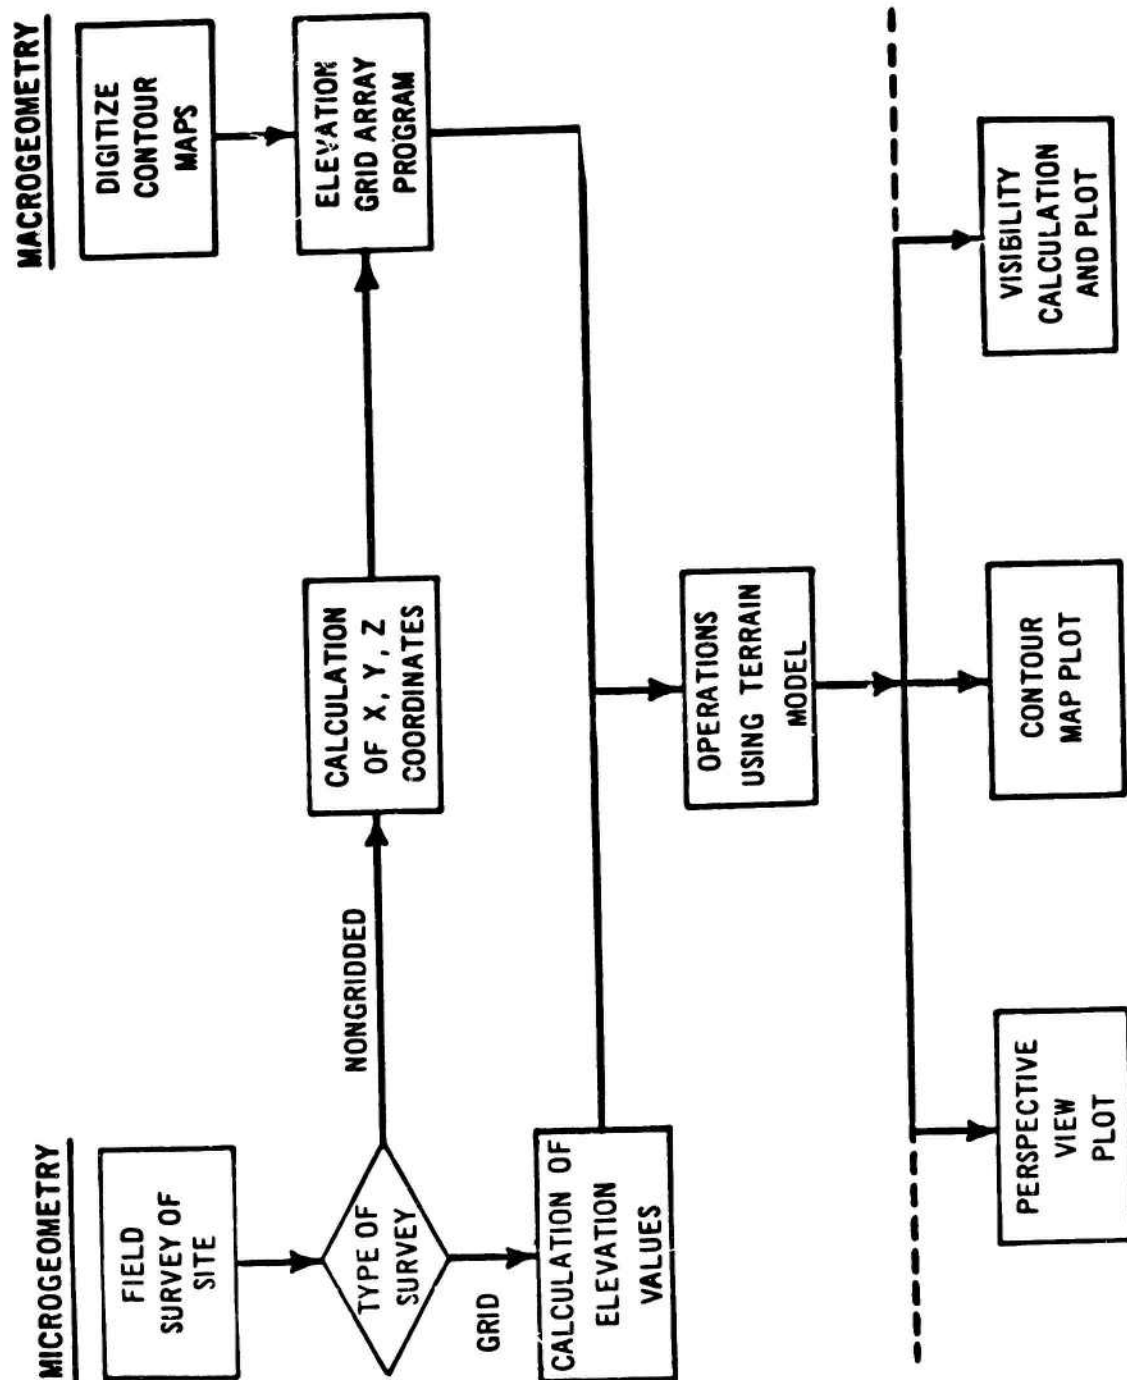 MICROGEOMETRY
MACROGEOMETRY
FIELD
SURVEY OF
SITE
DIGITIZE
CONTOUR
MAPS
TYPE OF
SURVEY
NONGRIDDED
CALCULATION
OF X, Y, Z
COORDINATES
ELEVATION
GRID ARRAY
PROGRAM
GRID
CALCULATION OF
ELEVATION
VALUES
OPERATIONS
USING TERRAIN
MODEL
PERSPECTIVE
VIEW
PLOT
CONTOUR
MAP PLOT
VISIBILITY
CALCULATION
AND PLOT